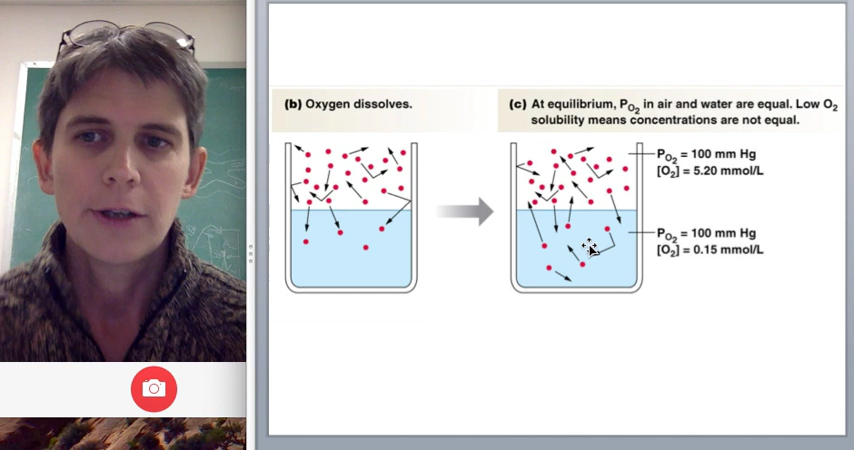 (b) Oxygen dissolves.
(c) At equilibrium, PO₂ in air and water are equal. Low O₂
solubility means concentrations are not equal.
PO₂ = 100 mm Hg
[O₂] = 5.20 mmol/L
PO₂ = 100 mm Hg
[O₂] = 0.15 mmol/L